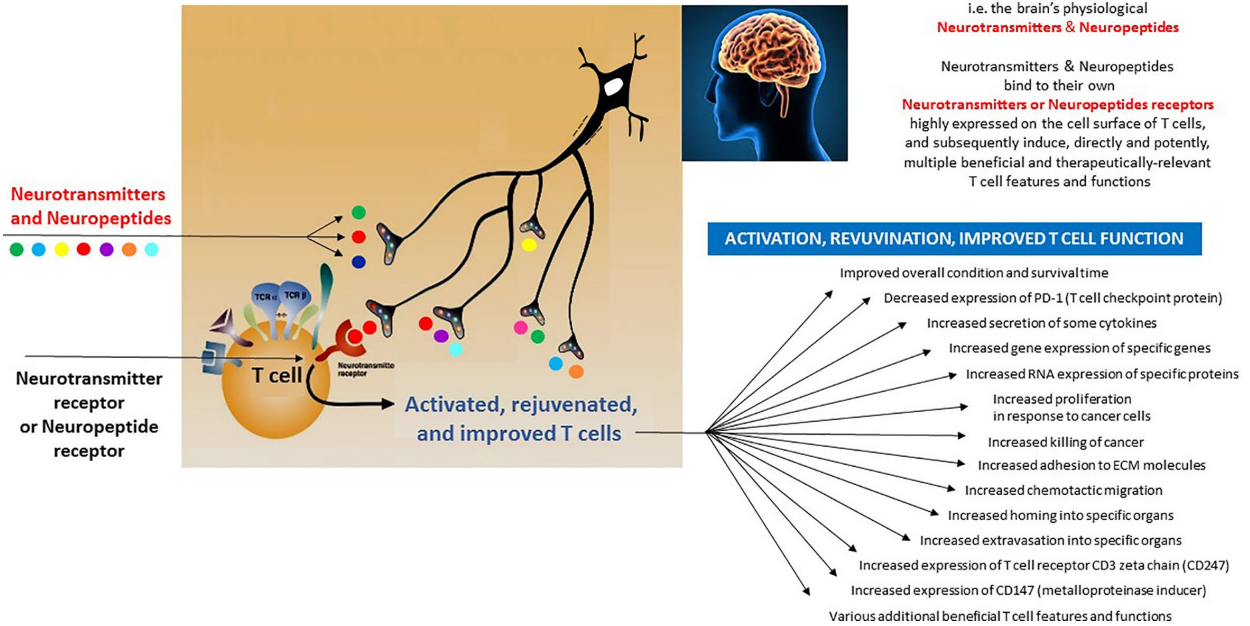 i.e. the brain's physiological
Neurotransmitters & Neuropeptides
Neurotransmitters & Neuropeptides
bind to their own
Neurotransmitters or Neuropeptides receptors
highly expressed on the cell surface of T cells,
and subsequently induce, directly and potently,
multiple beneficial and therapeutically-relevant
T cell features and functions
Neurotransmitters
and Neuropeptides
TCR α
TCR β
T cell
Neurotransmitte
receptor
Neurotransmitter
receptor
or Neuropeptide
receptor
Activated, rejuvenated,
and improved T cells
ACTIVATION, REVUVINATION, IMPROVED T CELL FUNCTION
Improved overall condition and survival time
Decreased expression of PD-1 (T cell checkpoint protein)
Increased secretion of some cytokines
Increased gene expression of specific genes
Increased RNA expression of specific proteins
Increased proliferation
in response to cancer cells
Increased killing of cancer
Increased adhesion to ECM molecules
Increased chemotactic migration
Increased homing into specific organs
Increased extravasation into specific organs
Increased expression of T cell receptor CD3 zeta chain (CD247)
Increased expression of CD147 (metalloproteinase inducer)
Various additional beneficial T cell features and functions